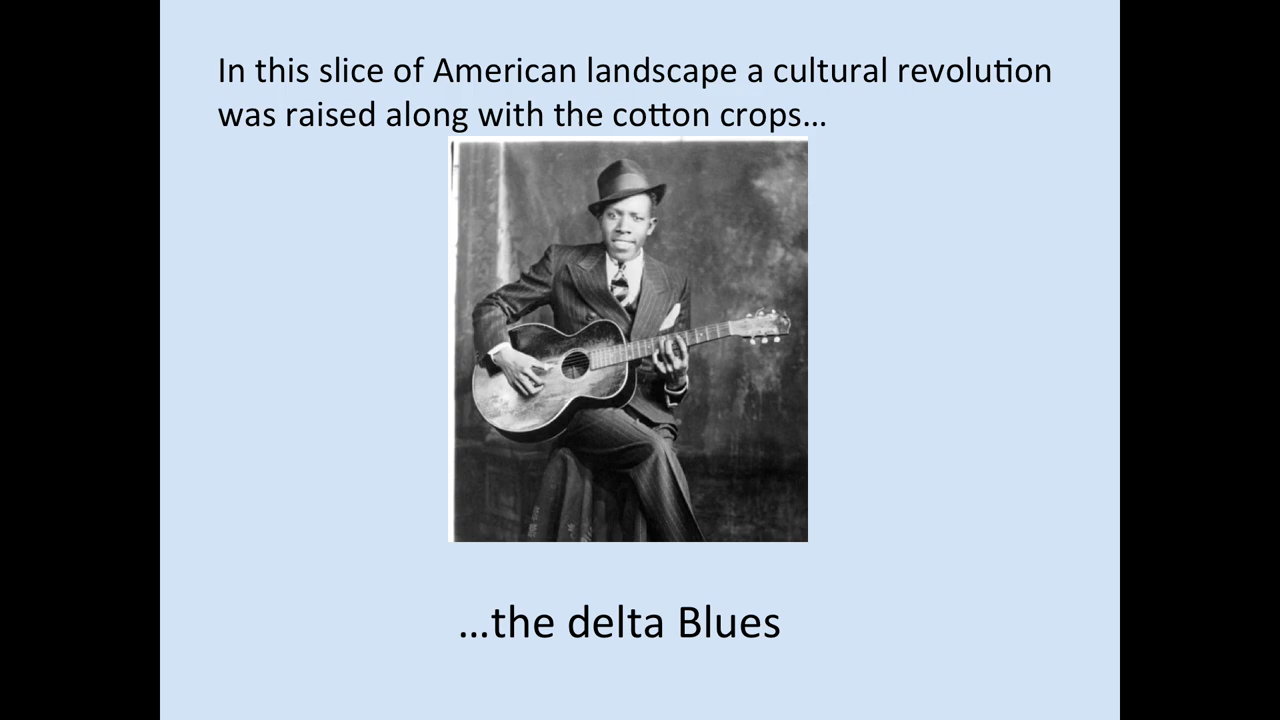 In this slice of American landscape a cultural revolution
was raised along with the cotton crops…
…the delta Blues